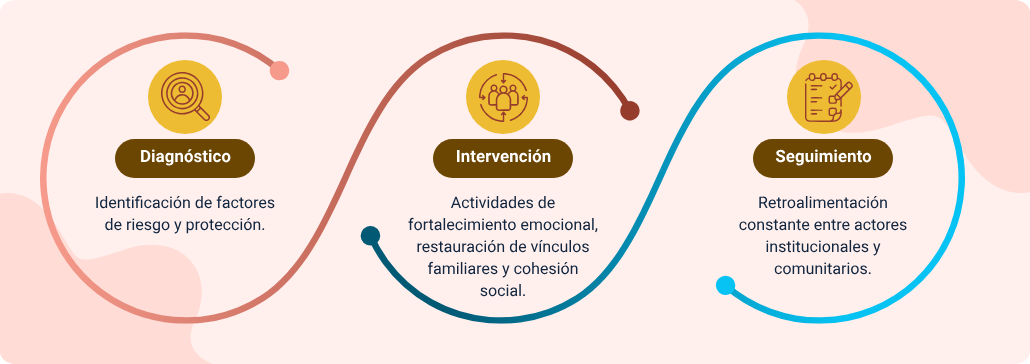 Diagnóstico
Identificación de factores
de riesgo y protección.
Intervención
Actividades de
fortalecimiento emocional,
restauración de vínculos
familiares y cohesión
social.
Seguimiento
Retroalimentación
constante entre actores
institucionales y
comunitarios.